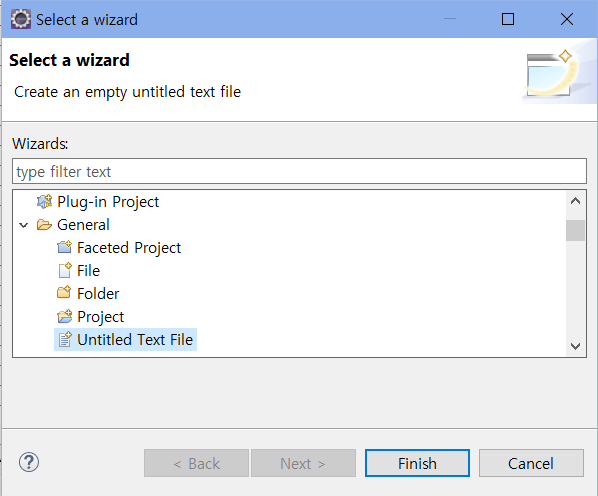 Select a wizard
Select a wizard
Create an empty untitled text file
Wizards:
type filter text
Plug-in Project
General
Faceted Project
File
Folder
Project
Untitled Text File
? < Back Next > Finish Cancel